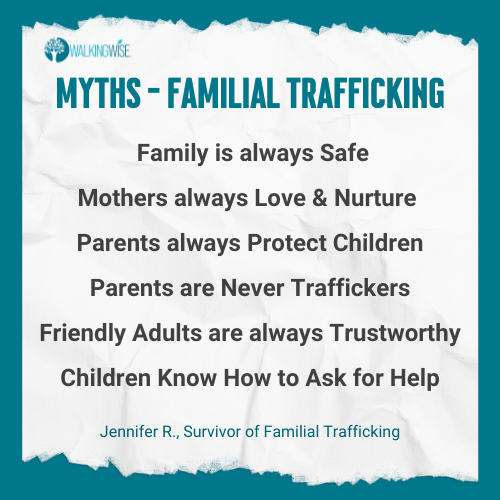 WALKINGWISE
MYTHS - FAMILIAL TRAFFICKING
Family is always Safe
Mothers always Love & Nurture
Parents always Protect Children
Parents are Never Traffickers
Friendly Adults are always Trustworthy
Children Know How to Ask for Help
Jennifer R., Survivor of Familial Trafficking